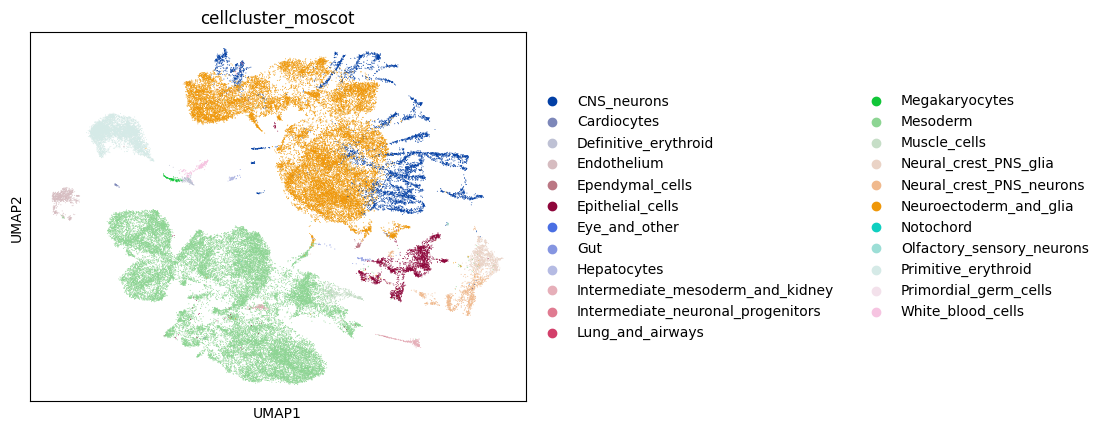 cellcluster_moscot
UMAP2
UMAP1
CNS_neurons
Cardiocytes
Definitive_erythroid
Endothelium
Ependymal_cells
Epithelial_cells
Eye_and_other
Gut
Hepatocytes
Intermediate_mesoderm_and_kidney
Intermediate_neuronal_progenitors
Lung_and_airways
Megakaryocytes
Mesoderm
Muscle_cells
Neural_crest_PNS_glia
Neural_crest_PNS_neurons
Neuroectoderm_and_glia
Notochord
Olfactory_sensory_neurons
Primitive_erythroid
Primordial_germ_cells
White_blood_cells